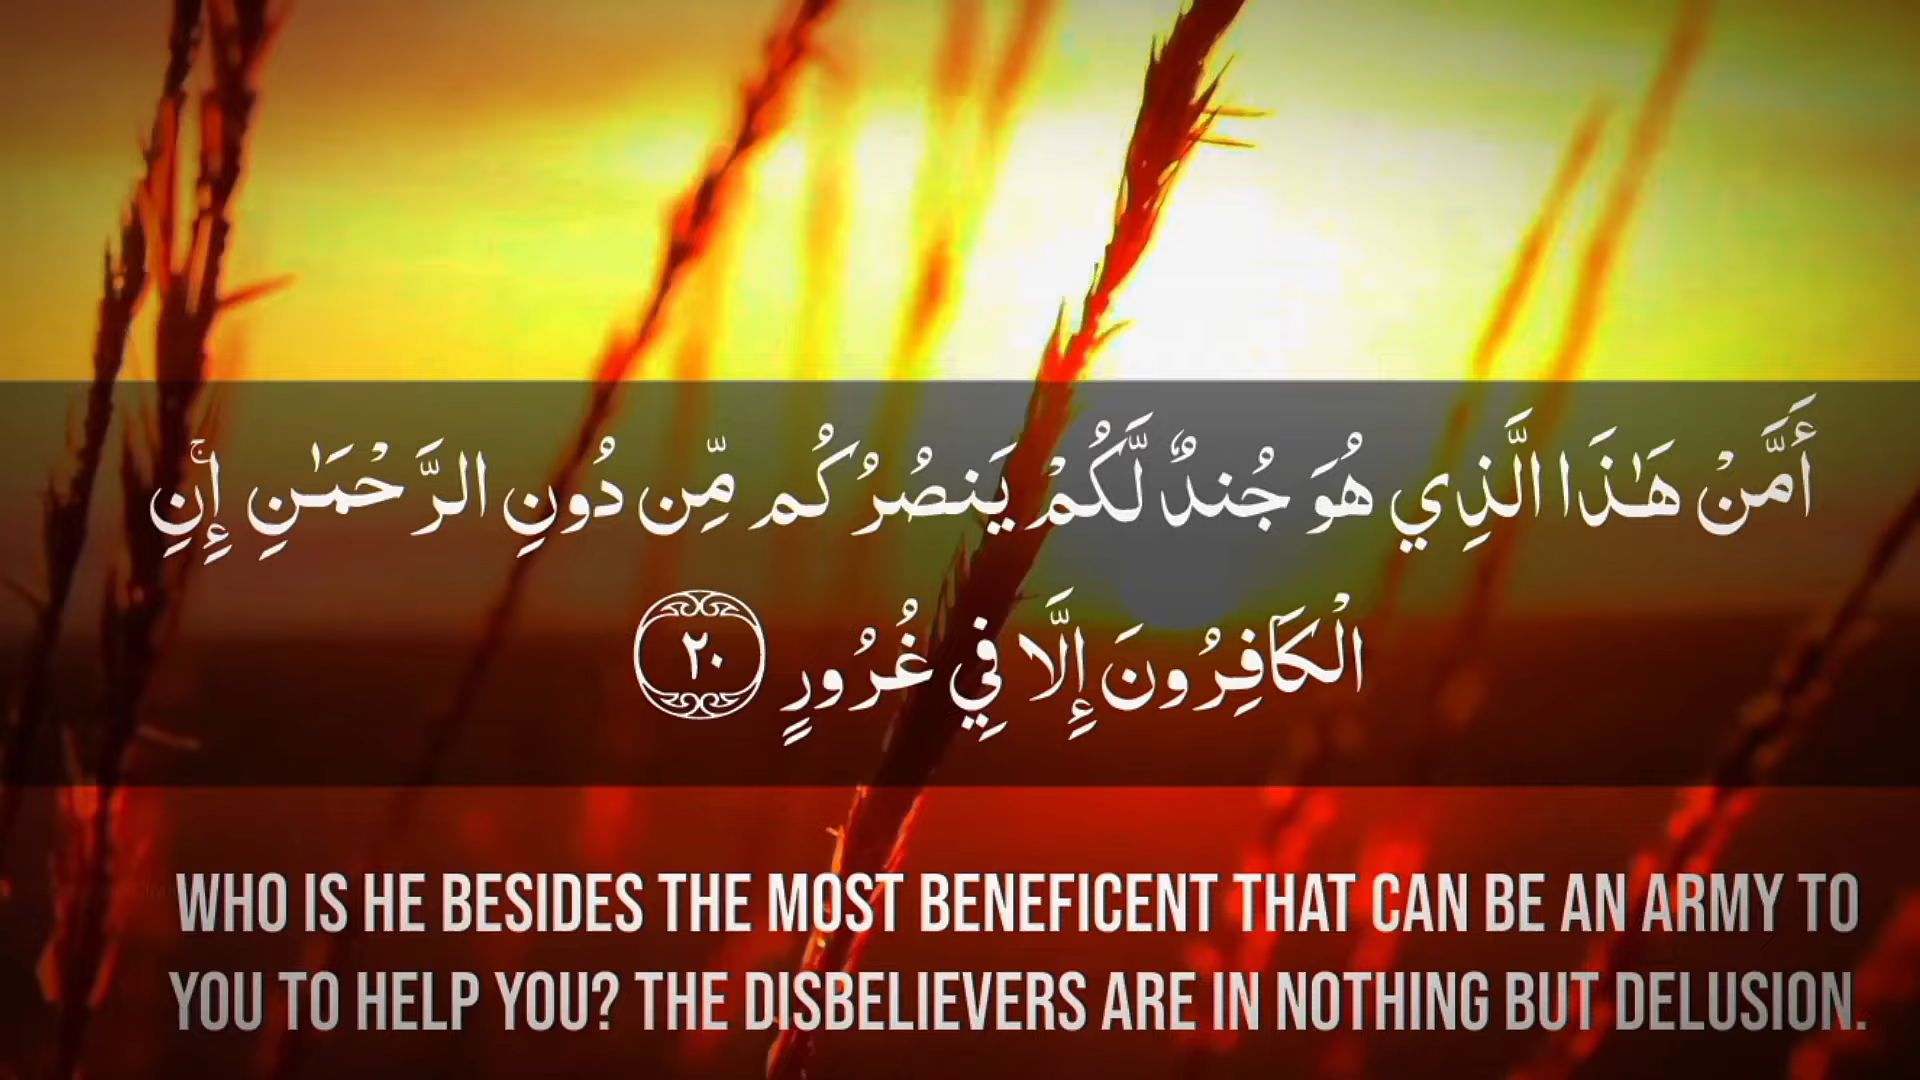 أَمَّنْ هَـٰذَا الَّذِي هُوَ جُندٌ لَّكُمْ يَنصُرُكُم مِّن دُونِ الرَّحْمَـٰنِ ۚ إِنِ
الْكَافِرُونَ إِلَّا فِي غُرُورٍ ٢٠
WHO IS HE BESIDES THE MOST BENEFICENT THAT CAN BE AN ARMY TO
YOU TO HELP YOU? THE DISBELIEVERS ARE IN NOTHING BUT DELUSION.